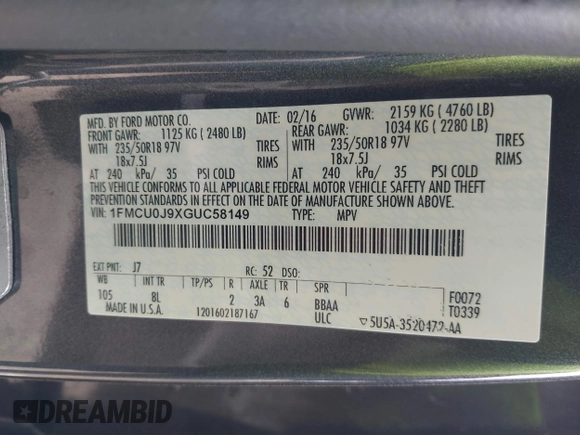 MFD. BY FORD MOTOR CO. DATE: 02/16 GVWR: 2159 KG ( 4760 LB)
FRONT GAWR: 1125 KG ( 2480 LB) REAR GAWR: 1034 KG ( 2280 LB)
WITH 235/50R18 97V TIRES WITH 235/50R18 97V TIRES
18x7.5J RIMS 18x7.5J RIMS
AT 240 kPa/ 35 PSI COLD AT 240 kPa/ 35 PSI COLD
THIS VEHICLE CONFORMS TO ALL APPLICABLE FEDERAL MOTOR VEHICLE SAFETY AND THEFT
PREVENTION STANDARDS IN EFFECT ON THE DATE OF MANUFACTURE SHOWN ABOVE.
VIN: 1FMCU0J9XGUC58149 TYPE: MPV
EXT PNT: J7 RC: 52 DSO:
WB INT TR TP/PS R AXLE TR SPR F0072
105 8L 2 3A 6 BBAA T0339
MADE IN U.S.A. 1201602187167 ULC 5U5A-3520472-AA
DREAMBID